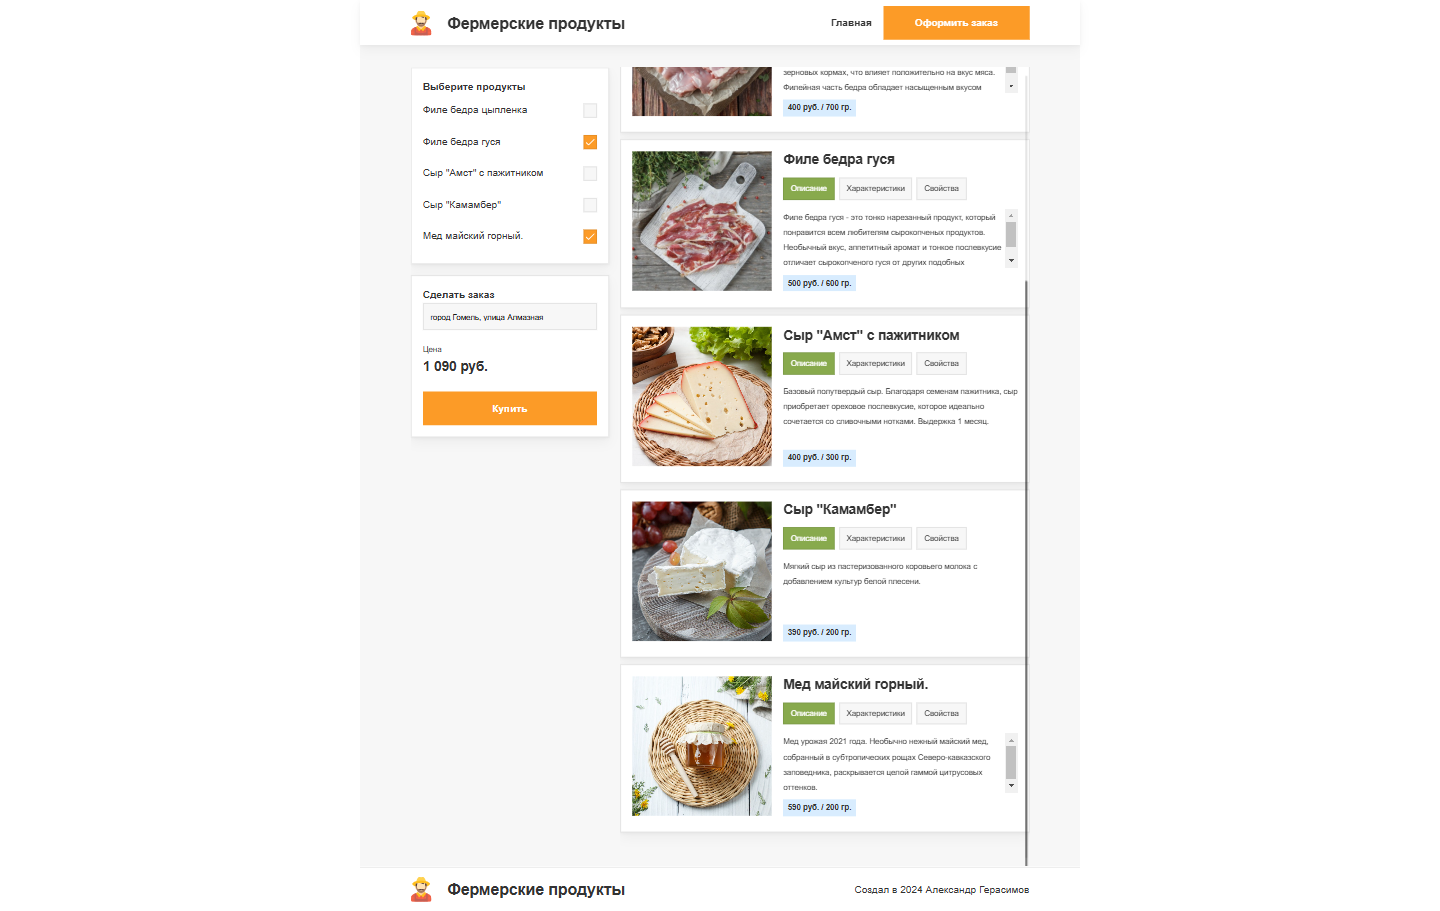 Фермерские продукты
Главная
Оформить заказ
Выберите продукты
Филе бедра цыпленка
Филе бедра гуся
Сыр "Амст" с пажитником
Сыр "Камамбер"
Мед майский горный.
Сделать заказ
город Гомель, улица Алмазная
Цена
1 090 руб.
Купить
зерновых кормах, что влияет положительно на вкус мяса.
Филейная часть бедра обладает насыщенным вкусом
400 руб. / 700 гр.
Филе бедра гуся
Описание
Характеристики
Свойства
Филе бедра гуся - это тонко нарезанный продукт, который
понравится всем любителям сырокопченых продуктов.
Необычный вкус, аппетитный аромат и тонкое послевкусие
отличает сырокопченого гуся от других подобных
500 руб. / 600 гр.
Сыр "Амст" с пажитником
Описание
Характеристики
Свойства
Базовый полутвердый сыр. Благодаря семенам пажитника, сыр
приобретает ореховое послевкусие, которое идеально
сочетается со сливочными нотками. Выдержка 1 месяц.
400 руб. / 300 гр.
Сыр "Камамбер"
Описание
Характеристики
Свойства
Мягкий сыр из пастеризованного коровьего молока с
добавлением культур белой плесени.
390 руб. / 200 гр.
Мед майский горный.
Описание
Характеристики
Свойства
Мед урожая 2021 года. Необычно нежный майский мед,
собранный в субтропических рощах Северо-кавказского
заповедника, раскрывается целой гаммой цитрусовых
оттенков.
590 руб. / 200 гр.
Фермерские продукты
Создал в 2024 Александр Герасимов